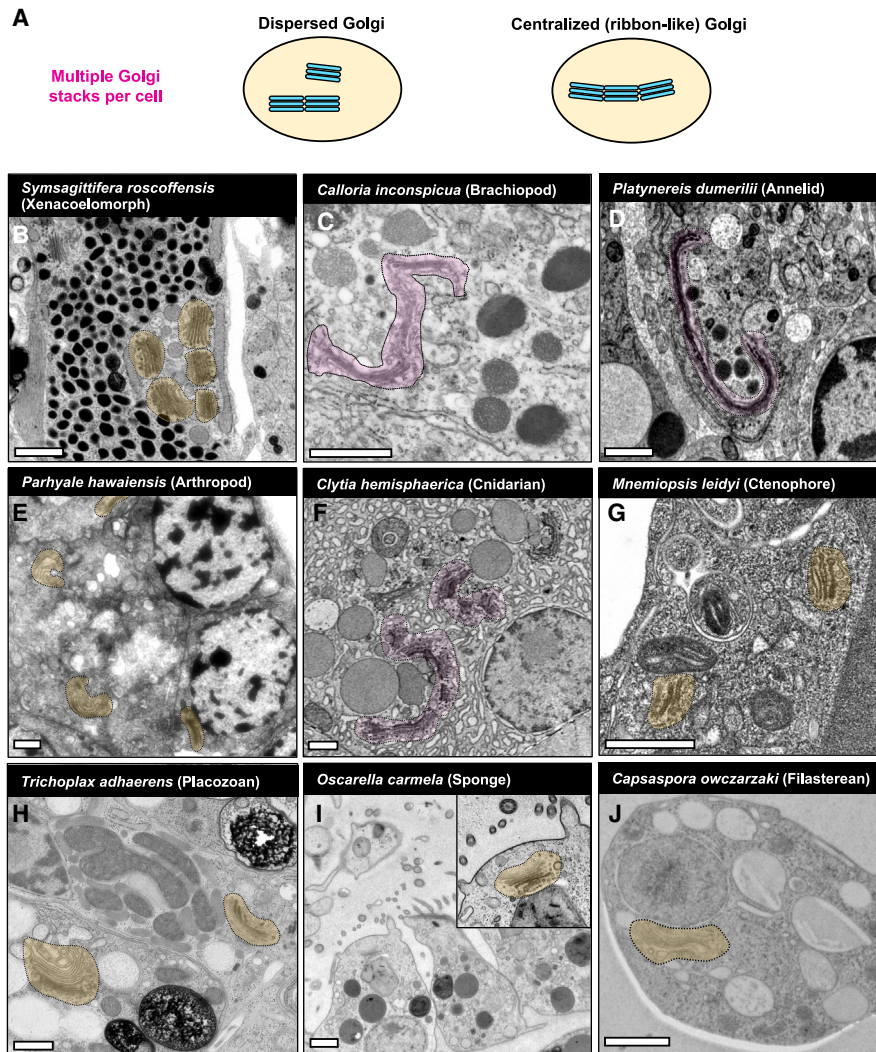 A
Dispersed Golgi
Centralized (ribbon-like) Golgi
Multiple Golgi
stacks per cell
Symsagittifera roscoffensis
(Xenacoelomorph)
B
Calloria inconspicua (Brachiopod)
C
Platynereis dumerilii (Annelid)
D
Parhyale hawaiensis (Arthropod)
E
Clytia hemisphaerica (Cnidarian)
F
Mnemiopsis leidyi (Ctenophore)
G
Trichoplax adhaerens (Placozoan)
H
Oscarella carmela (Sponge)
I
Capsaspora owczarzaki (Filasterean)
J